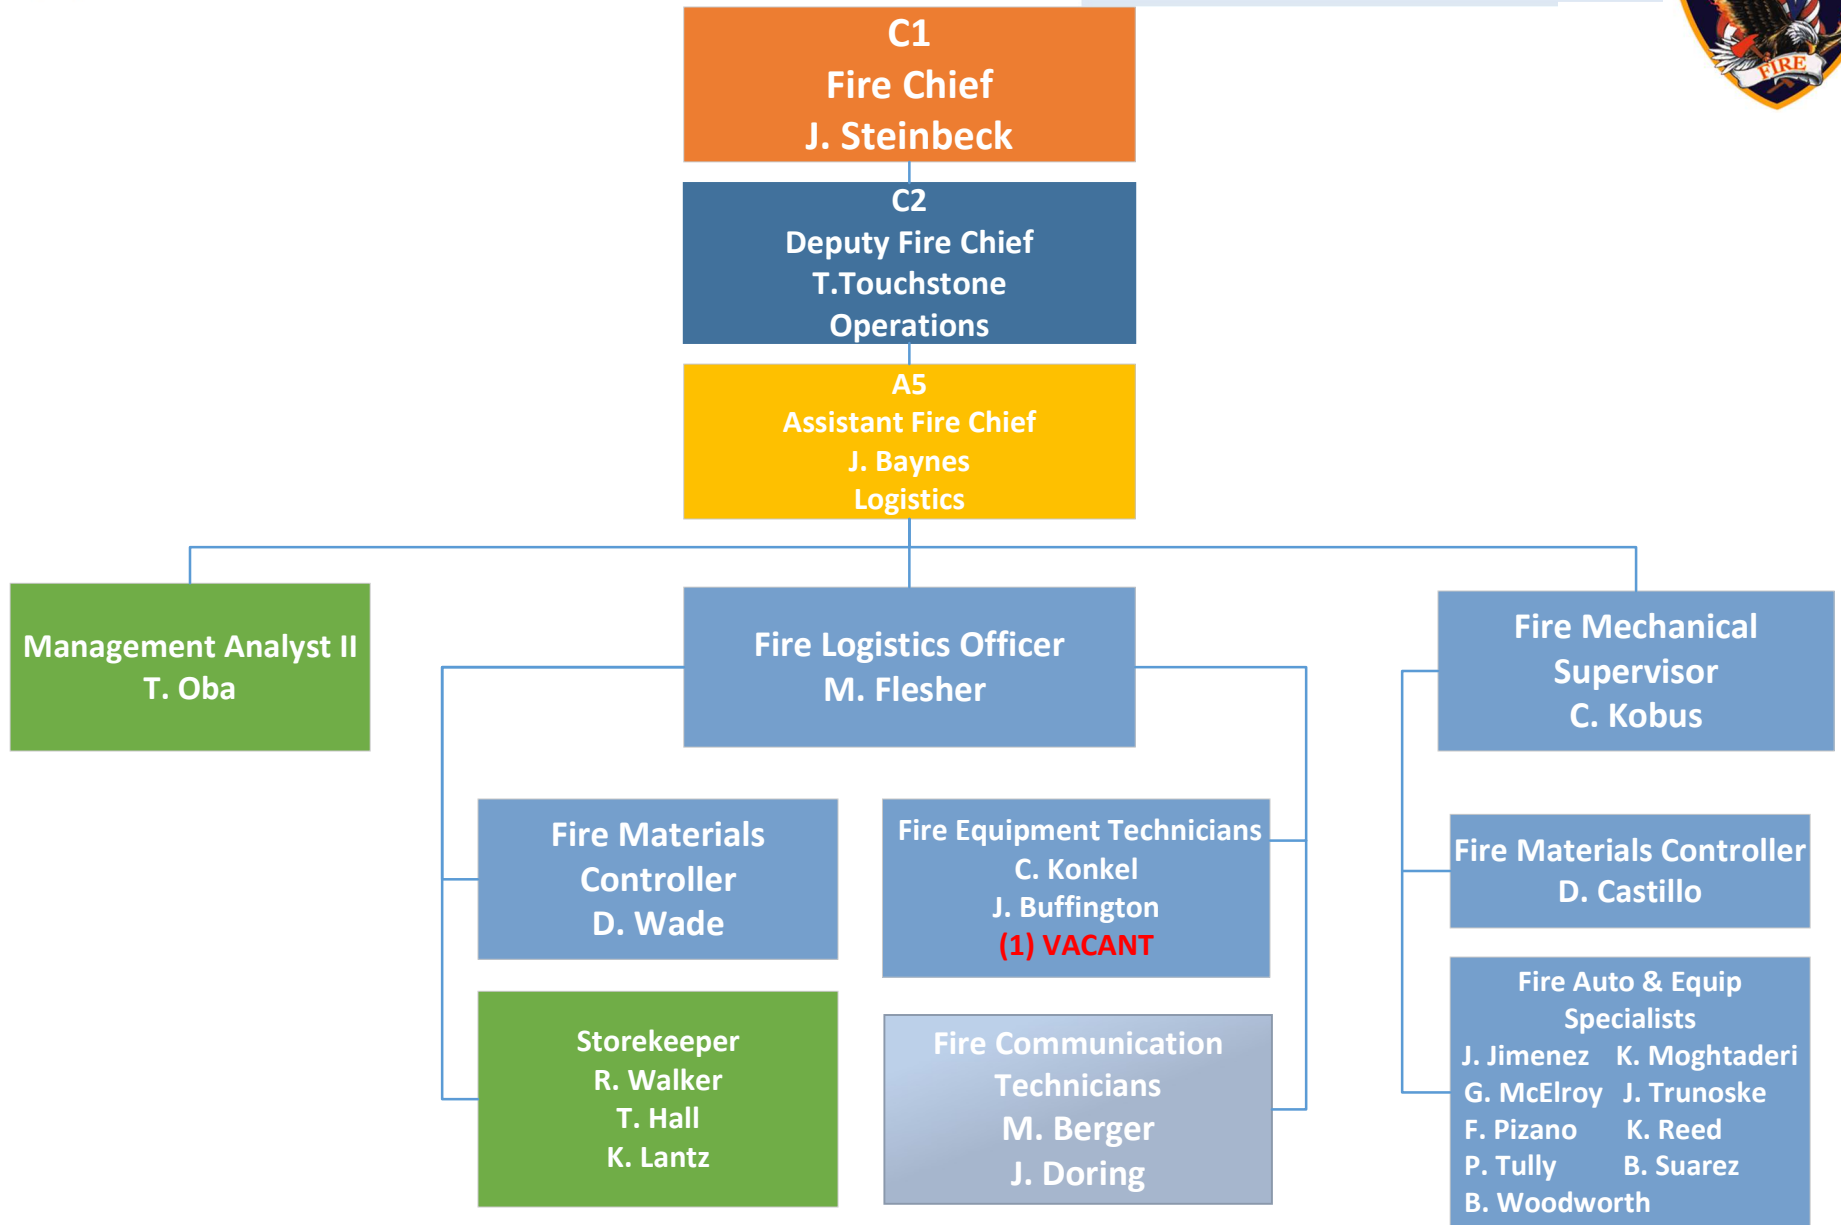 FIRE
C1
Fire Chief
J. Steinbeck
C2
Deputy Fire Chief
T.Touchstone
Operations
A5
Assistant Fire Chief
J. Baynes
Logistics
Management Analyst II
T. Oba
Fire Logistics Officer
M. Flesher
Fire Mechanical
Supervisor
C. Kobus
Fire Materials
Controller
D. Wade
Fire Equipment Technicians
C. Konkel
J. Buffington
(1) VACANT
Fire Materials Controller
D. Castillo
Storekeeper
R. Walker
T. Hall
K. Lantz
Fire Communication
Technicians
M. Berger
J. Doring
Fire Auto & Equip
Specialists
J. Jimenez K. Moghtaderi
G. McElroy J. Trunoske
F. Pizano K. Reed
P. Tully B. Suarez
B. Woodworth